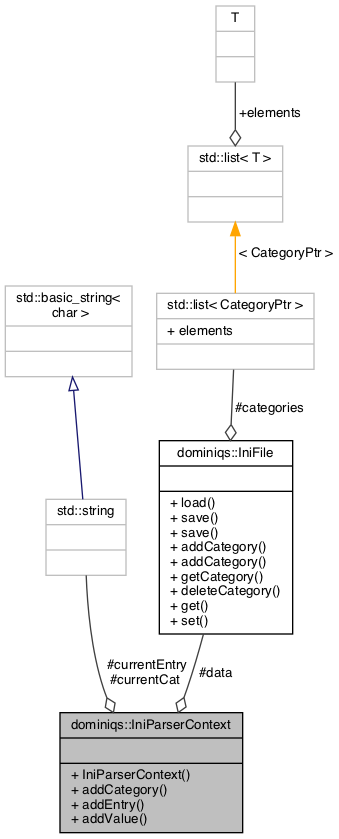 T
+elements
std::list< T >
< CategoryPtr >
std::basic_string<
char >
std::list< CategoryPtr >
+ elements
#categories
dominiqs::IniFile
+ load()
+ save()
+ save()
+ addCategory()
+ addCategory()
+ getCategory()
+ deleteCategory()
+ get()
+ set()
std::string
#currentEntry
#currentCat
#data
dominiqs::IniParserContext
+ IniParserContext()
+ addCategory()
+ addEntry()
+ addValue()